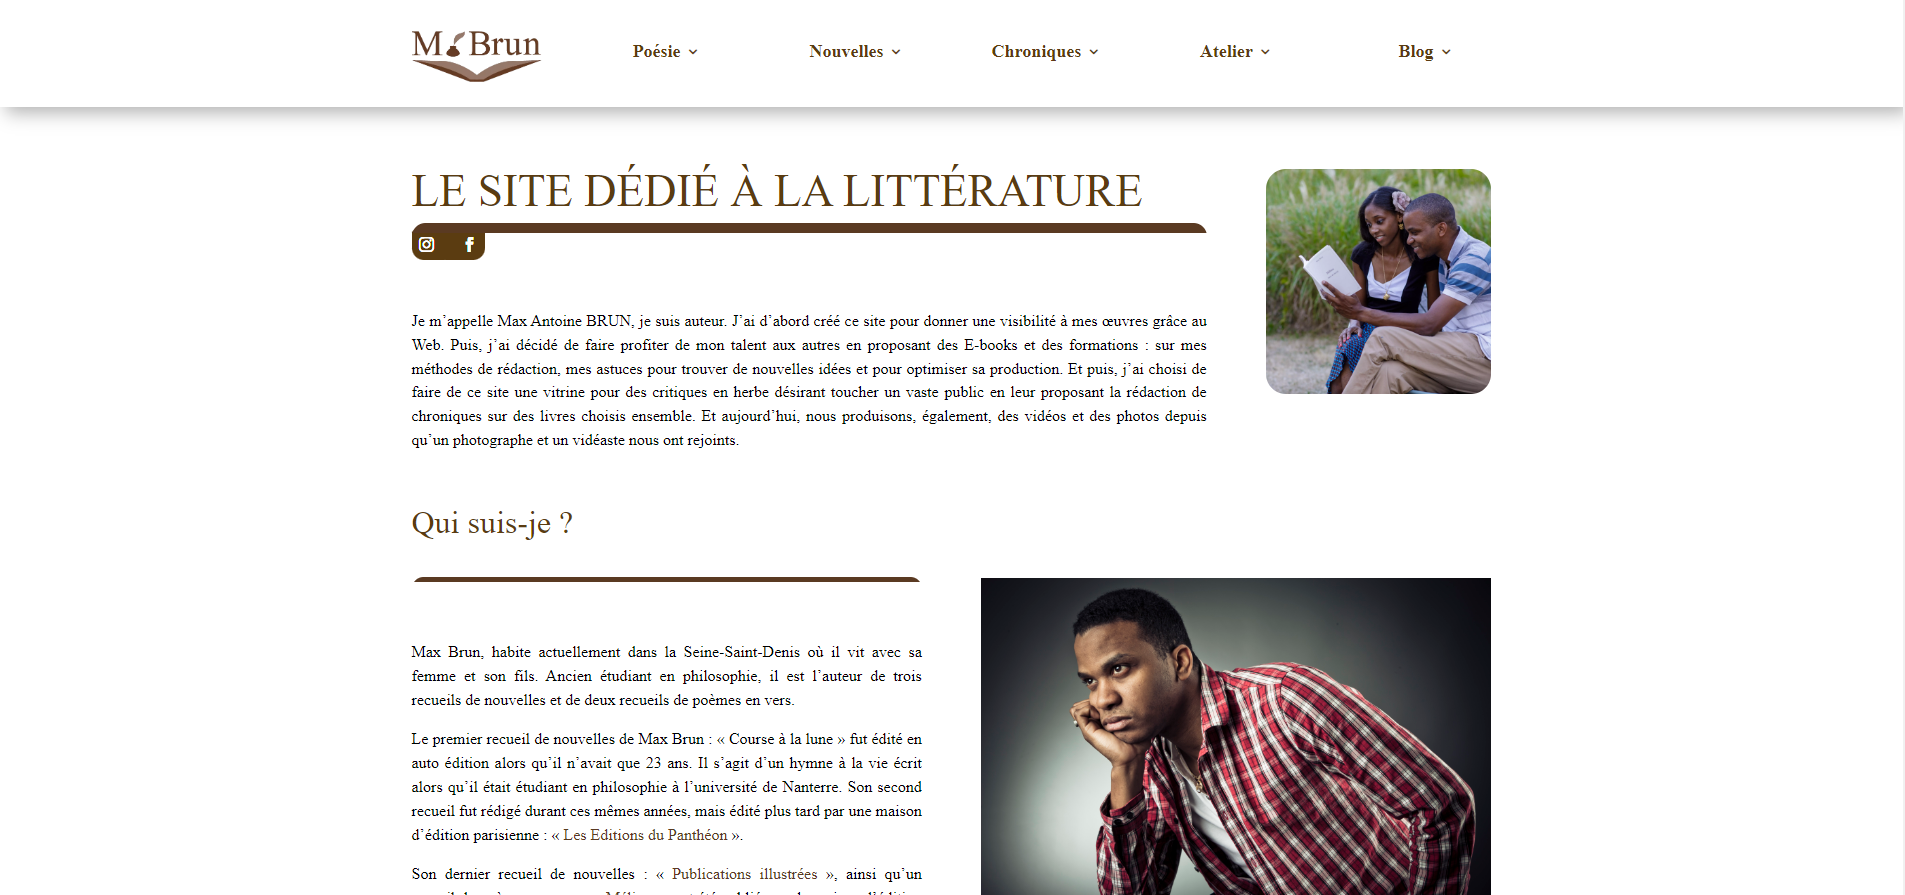 M Brun
Poésie
Nouvelles
Chroniques
Atelier
Blog
LE SITE DÉDIÉ À LA LITTÉRATURE
Je m’appelle Max Antoine BRUN, je suis auteur. J’ai d’abord créé ce site pour donner une visibilité à mes œuvres grâce au
Web. Puis, j’ai décidé de faire profiter de mon talent aux autres en proposant des E-books et des formations : sur mes
méthodes de rédaction, mes astuces pour trouver de nouvelles idées et pour optimiser sa production. Et puis, j’ai choisi de
faire de ce site une vitrine pour des critiques en herbe désirant toucher un vaste public en leur proposant la rédaction de
chroniques sur des livres choisis ensemble. Et aujourd’hui, nous produisons, également, des vidéos et des photos depuis
qu’un photographe et un vidéaste nous ont rejoints.
Qui suis-je ?
Max Brun, habite actuellement dans la Seine-Saint-Denis où il vit avec sa
femme et son fils. Ancien étudiant en philosophie, il est l’auteur de trois
recueils de nouvelles et de deux recueils de poèmes en vers.
Le premier recueil de nouvelles de Max Brun : « Course à la lune » fut édité en
auto édition alors qu’il n’avait que 23 ans. Il s’agit d’un hymne à la vie écrit
alors qu’il était étudiant en philosophie à l’université de Nanterre. Son second
recueil fut rédigé durant ces mêmes années, mais édité plus tard par une maison
d’édition parisienne : « Les Editions du Panthéon ».
Son dernier recueil de nouvelles : « Publications illustrées », ainsi qu’un